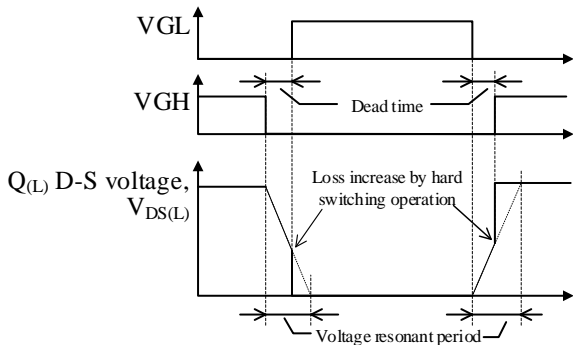 VGL
VGH
Dead time
Q(L) D-S voltage,
VDS(L)
Loss increase by hard
switching operation
Voltage resonant period